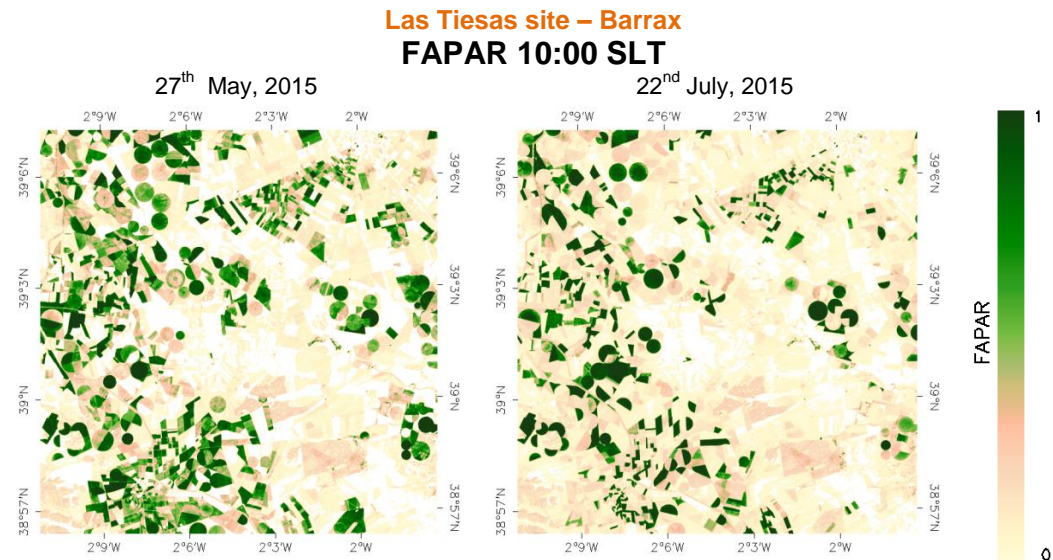 Las Tiesas site – Barrax
FAPAR 10:00 SLT
27th May, 2015
22nd July, 2015
2°9'W 2°6'W 2°3'W 2°W
2°9'W 2°6'W 2°3'W 2°W
1
39°6'N
39°6'N
39°6'N
39°6'N
39°3'N
39°3'N
39°3'N
39°3'N
FAPAR
39°N
39°N
39°N
39°N
38°57'N
38°57'N
38°57'N
38°57'N
0
2°9'W 2°6'W 2°3'W 2°W
2°9'W 2°6'W 2°3'W 2°W